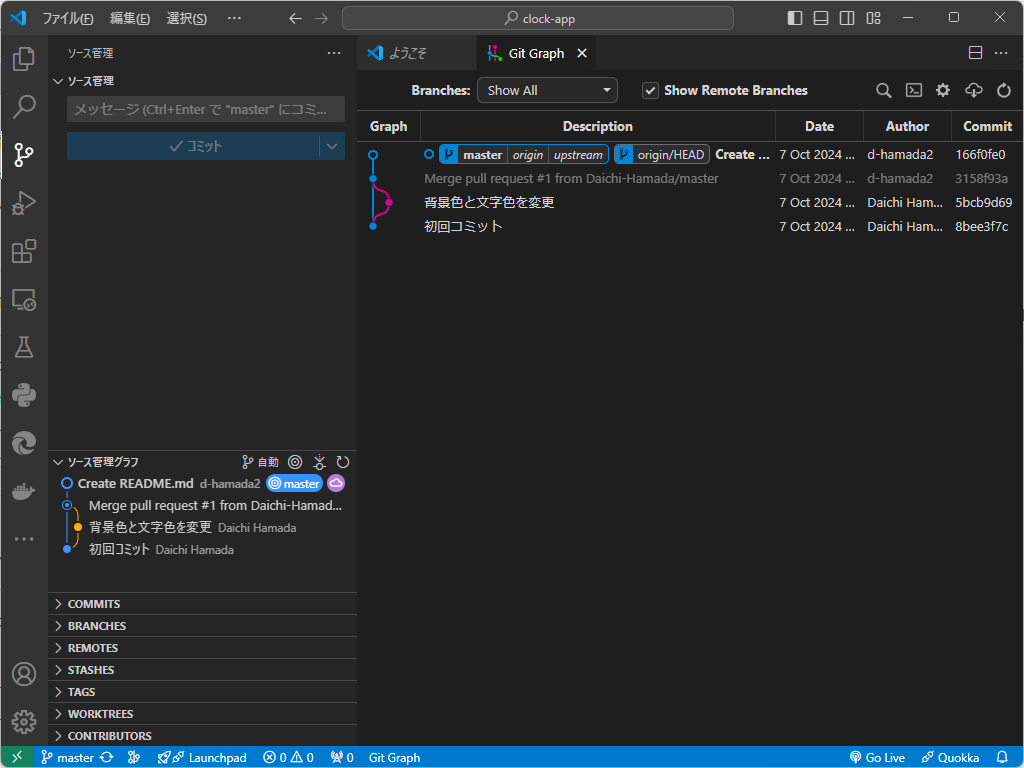 ファイル(F) 編集(E) 選択(S) ··· clock-app
ソース管理 ···
ソース管理
メッセージ (Ctrl+Enter で "master" にコミ...
コミット
ソース管理グラフ 自動
Create README.md d-hamada2 master
Merge pull request #1 from Daichi-Hamad...
背景色と文字色を変更 Daichi Hamada
初回コミット Daichi Hamada
COMMITS
BRANCHES
REMOTES
STASHES
TAGS
WORKTREES
CONTRIBUTORS
ようこそ Git Graph
Branches: Show All Show Remote Branches
Graph Description Date Author Commit
master origin upstream origin/HEAD Create ... 7 Oct 2024 ... d-hamada2 166f0fe0
Merge pull request #1 from Daichi-Hamada/master 7 Oct 2024 ... d-hamada2 3158f93a
背景色と文字色を変更 7 Oct 2024 ... Daichi Ham... 5bcb9d69
初回コミット 7 Oct 2024 ... Daichi Ham... 8bee3f7c
master Launchpad 0 0 0 Git Graph Go Live Quokka